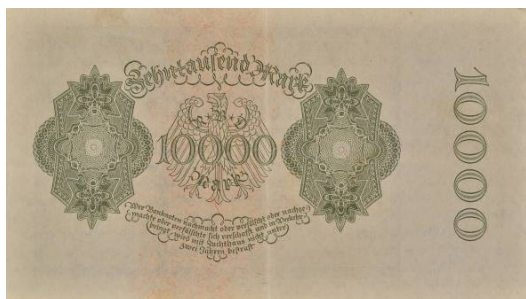 Zehntausend Mark
R B D
10000
Mark
Wer Banknoten nachmacht oder verfälscht oder nachge-
machte oder verfälschte sich verschafft und in Verkehr
bringt, wird mit Zuchthaus nicht unter
zwei Jahren bestraft
10000